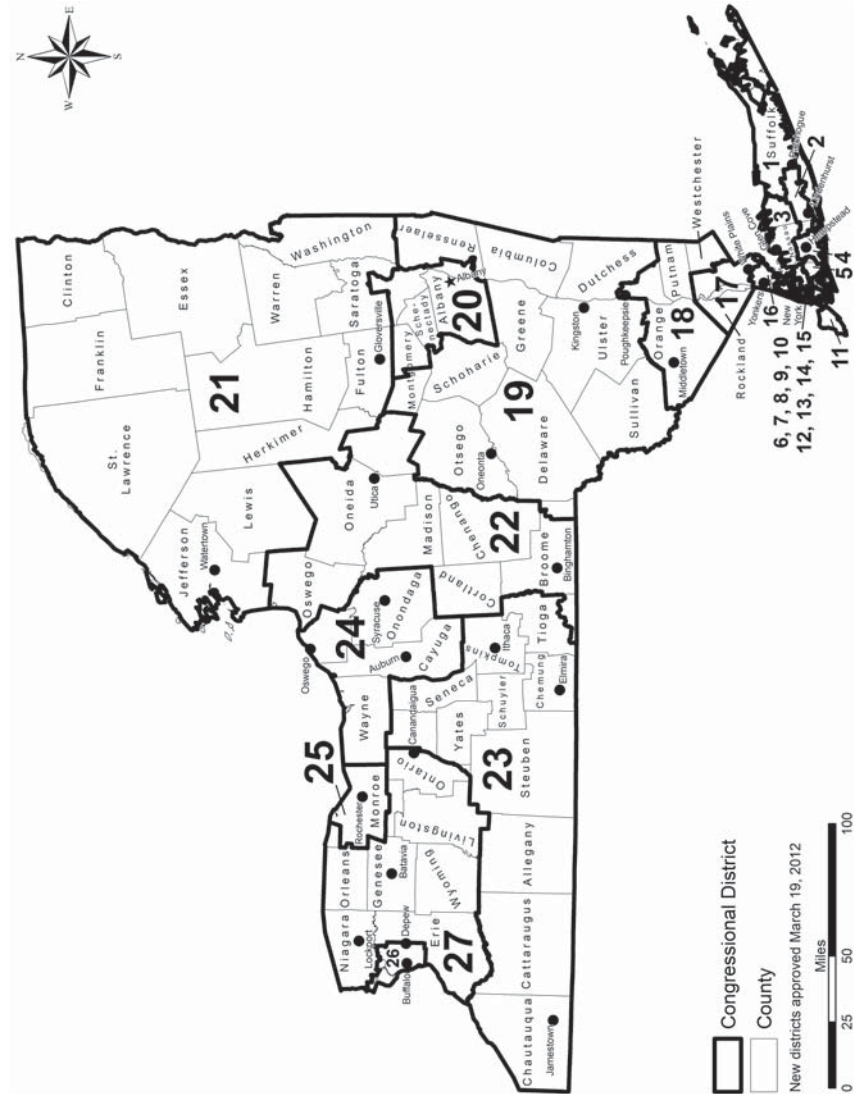 N
E
S
W
Clinton
Franklin
St.
Lawrence
Essex
Jefferson
Watertown
Lewis
Hamilton
Warren
Washington
21
Herkimer
Fulton
Gloversville
Saratoga
Oswego
Oswego
Oneida
Utica
Montgomery
Sche-
nectady
Albany
Albany
20
Rensselaer
Niagara
Lockport
Orleans
Genesee
Batavia
Monroe
Rochester
25
Wayne
24
Syracuse
Onondaga
Auburn
Cayuga
Madison
Otsego
Oneonta
Schoharie
Greene
Columbia
19
26
Buffalo
Depew
Erie
27
Wyoming
Livingston
Ontario
Canandaigua
Seneca
Yates
Cortland
Chenango
22
Delaware
Ulster
Kingston
Dutchess
Poughkeepsie
Chautauqua
Jamestown
Cattaraugus
Allegany
Steuben
23
Schuyler
Tompkins
Ithaca
Chemung
Elmira
Tioga
Broome
Binghamton
Sullivan
Orange
Middletown
18
Putnam
Westchester
17
Rockland
White Plains
Yonkers
16
New
York
6, 7, 8, 9, 10
12, 13, 14, 15
11
Glen Cove
3
1
Suffolk
2
Hempstead
5
4
Congressional District
County
New districts approved March 19, 2012
0
25
50
100
Miles